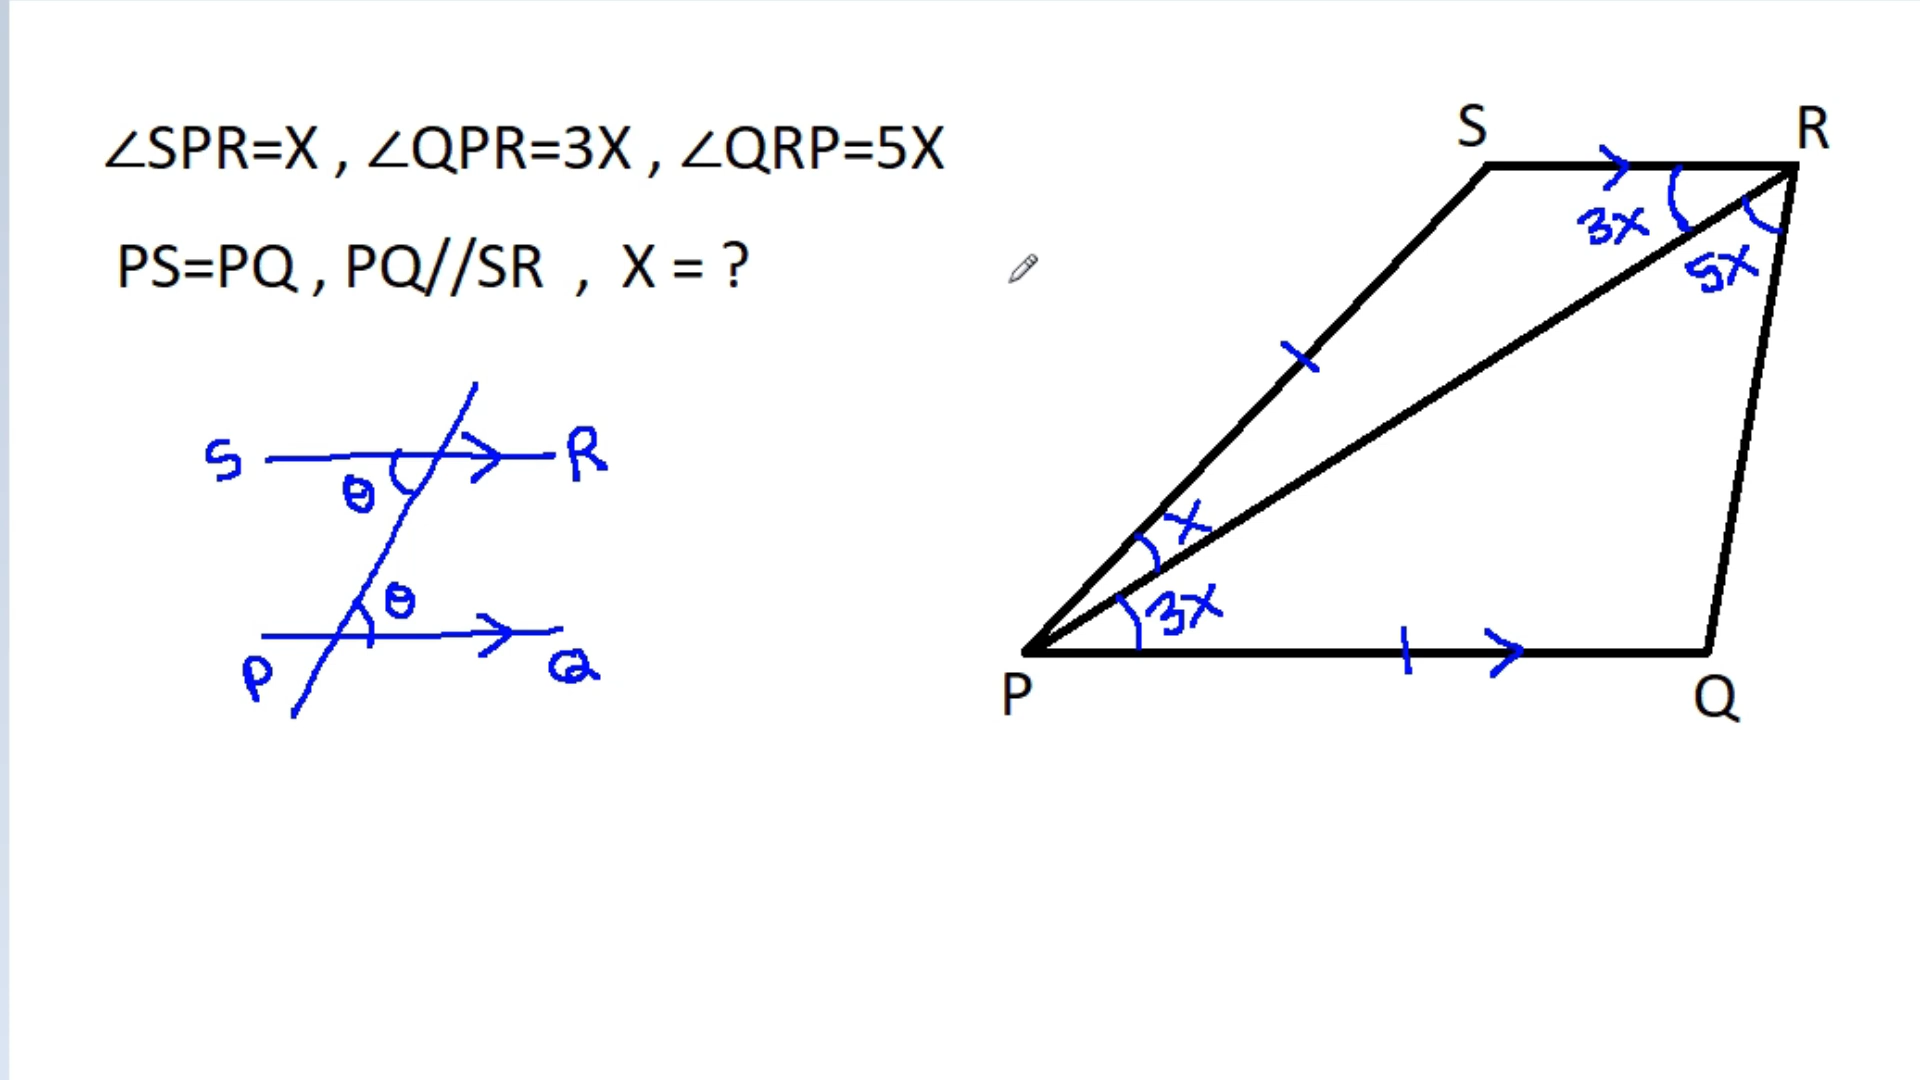 ∠SPR=X , ∠QPR=3X , ∠QRP=5X
PS=PQ , PQ//SR , X = ?
S R
3x
5x
x
3x
P Q
S R
θ
θ
P Q